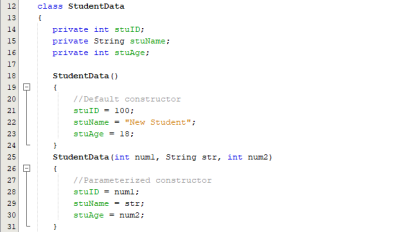 12 class StudentData
13 {
14 private int stuID;
15 private String stuName;
16 private int stuAge;
17
18 StudentData()
19 {
20 //Default constructor
21 stuID = 100;
22 stuName = "New Student";
23 stuAge = 18;
24 }
25 StudentData(int num1, String str, int num2)
26 {
27 //Parameterized constructor
28 stuID = num1;
29 stuName = str;
30 stuAge = num2;
31 }